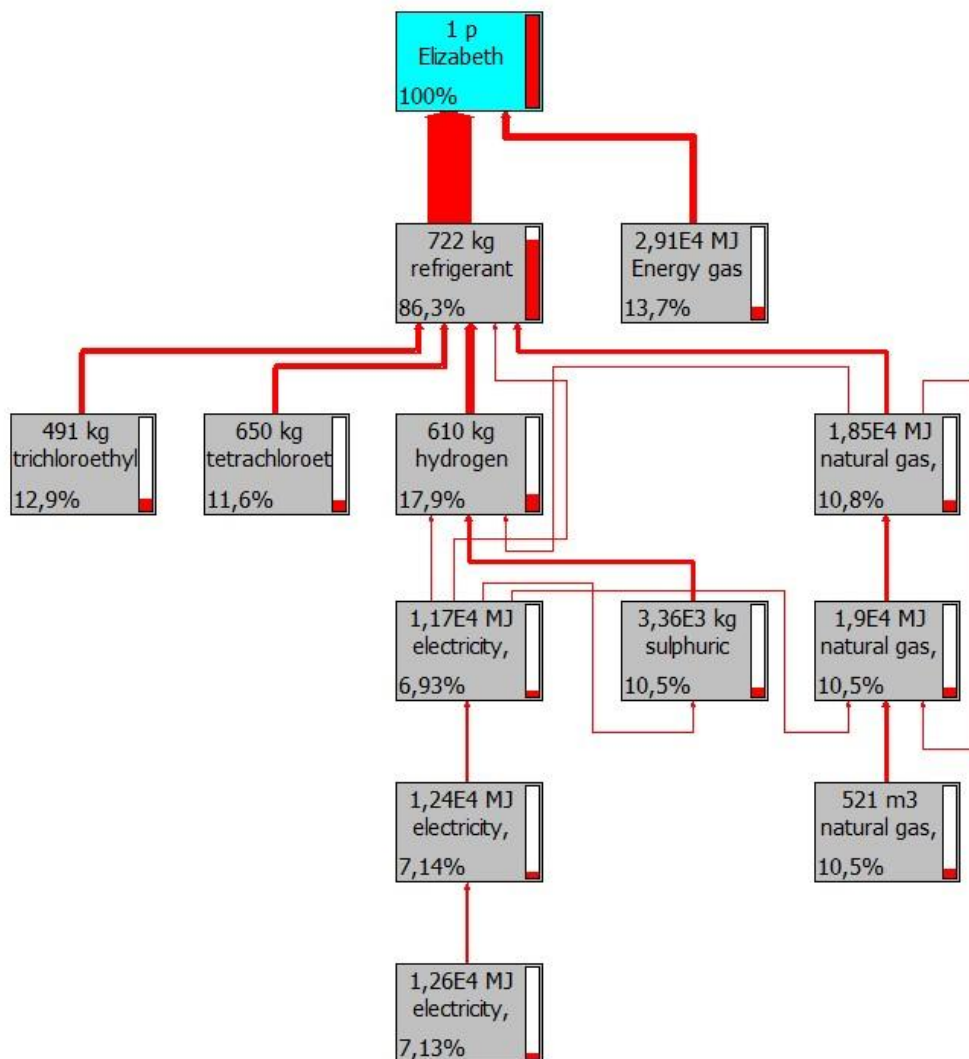 1 p
Elizabeth
100%
722 kg
refrigerant
86,3%
2,91E4 MJ
Energy gas
13,7%
491 kg
trichloroethyl
12,9%
650 kg
tetrachloroet
11,6%
610 kg
hydrogen
17,9%
1,85E4 MJ
natural gas,
10,8%
1,17E4 MJ
electricity,
6,93%
3,36E3 kg
sulphuric
10,5%
1,9E4 MJ
natural gas,
10,5%
1,24E4 MJ
electricity,
7,14%
521 m3
natural gas,
10,5%
1,26E4 MJ
electricity,
7,13%